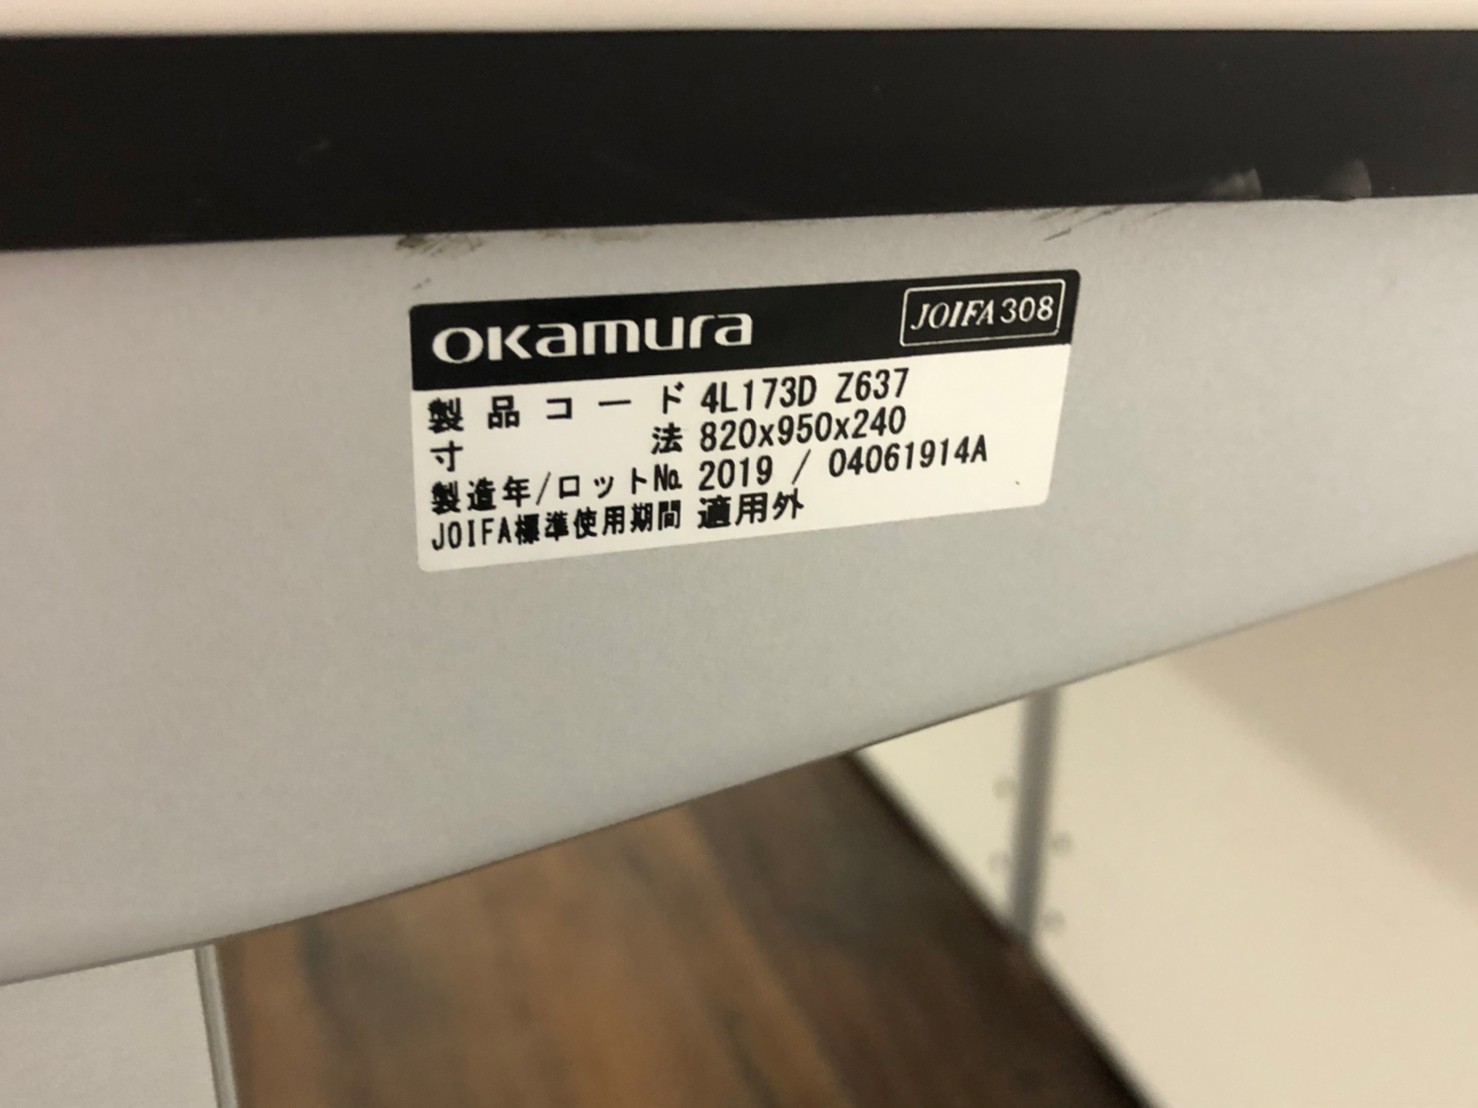 okamura JOIFA308
製品コード 4L173D Z637
寸法 820x950x240
製造年/ロットNo. 2019 / 04061914A
JOIFA標準使用期間 適用外